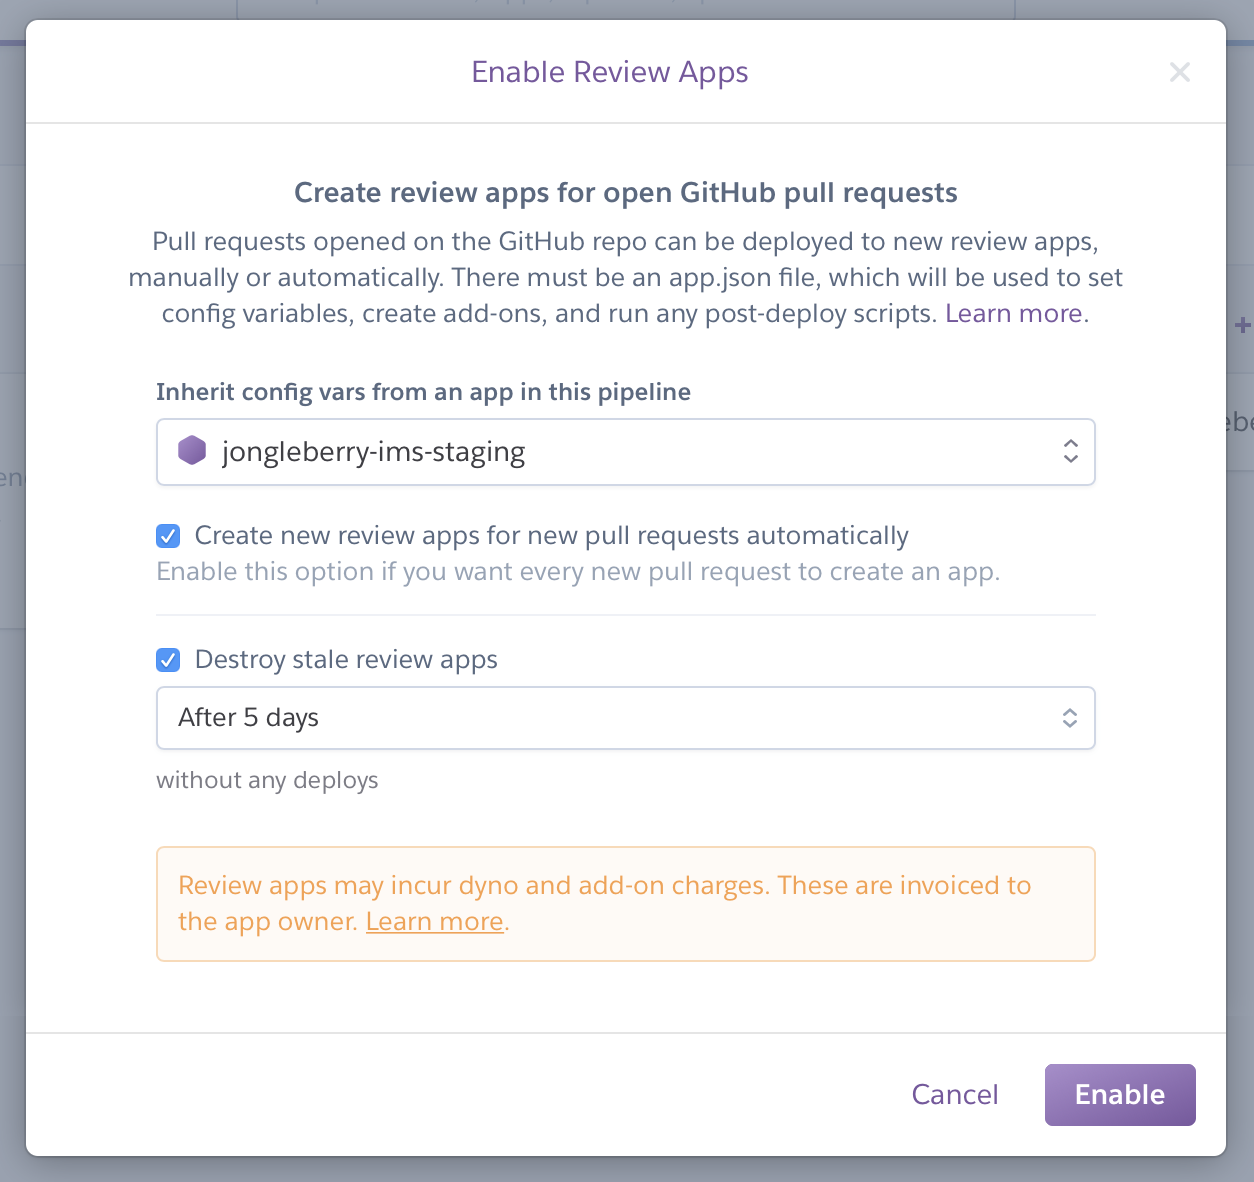 Enable Review Apps
Create review apps for open GitHub pull requests
Pull requests opened on the GitHub repo can be deployed to new review apps,
manually or automatically. There must be an app.json file, which will be used to set
config variables, create add-ons, and run any post-deploy scripts. Learn more.
Inherit config vars from an app in this pipeline
jongleberry-ims-staging
Create new review apps for new pull requests automatically
Enable this option if you want every new pull request to create an app.
Destroy stale review apps
After 5 days
without any deploys
Review apps may incur dyno and add-on charges. These are invoiced to
the app owner. Learn more.
Cancel
Enable